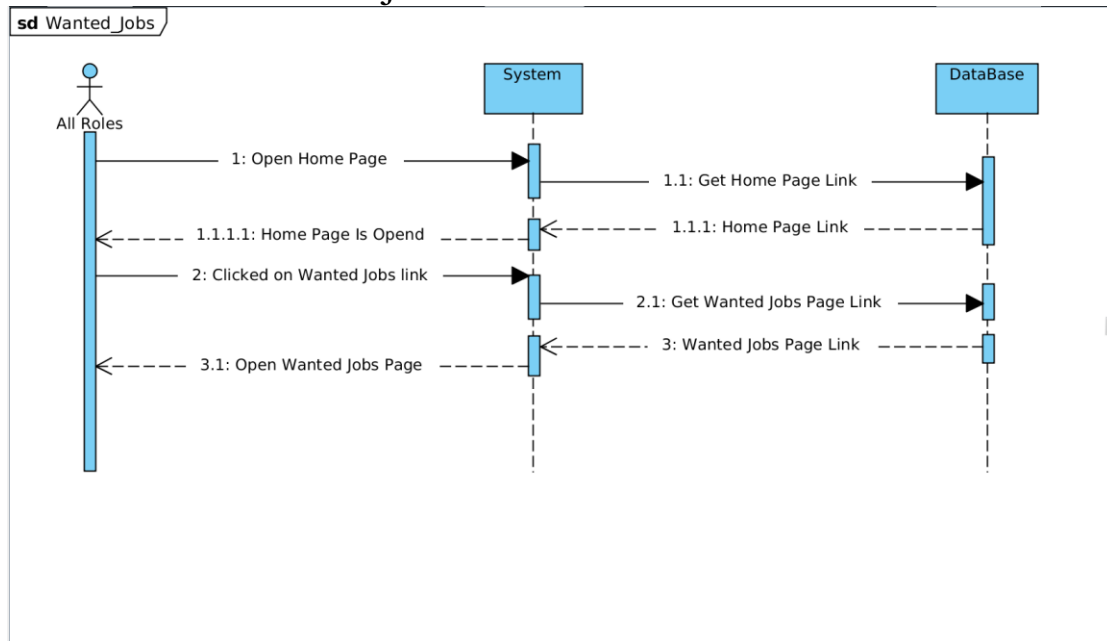 sd Wanted_Jobs
System
DataBase
All Roles
1: Open Home Page
1.1: Get Home Page Link
1.1.1: Home Page Link
1.1.1.1: Home Page Is Opend
2: Clicked on Wanted Jobs link
2.1: Get Wanted Jobs Page Link
3: Wanted Jobs Page Link
3.1: Open Wanted Jobs Page